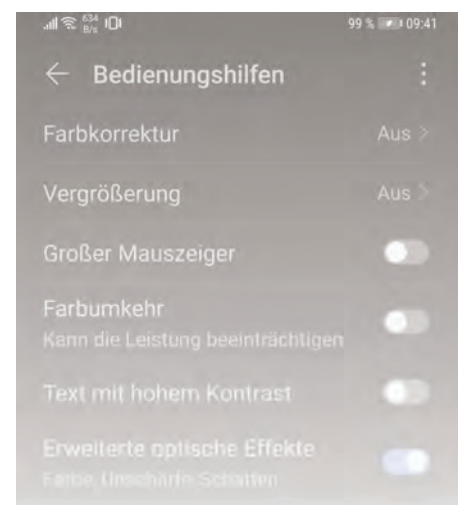 634 B/s 99 % 09:41
Bedienungshilfen
Farbkorrektur Aus
Vergrößerung Aus
Großer Mauszeiger
Farbumkehr
Kann die Leistung beeinträchtigen
Text mit hohem Kontrast
Erweiterte optische Effekte
Farbe, Unschärfe, Schatten